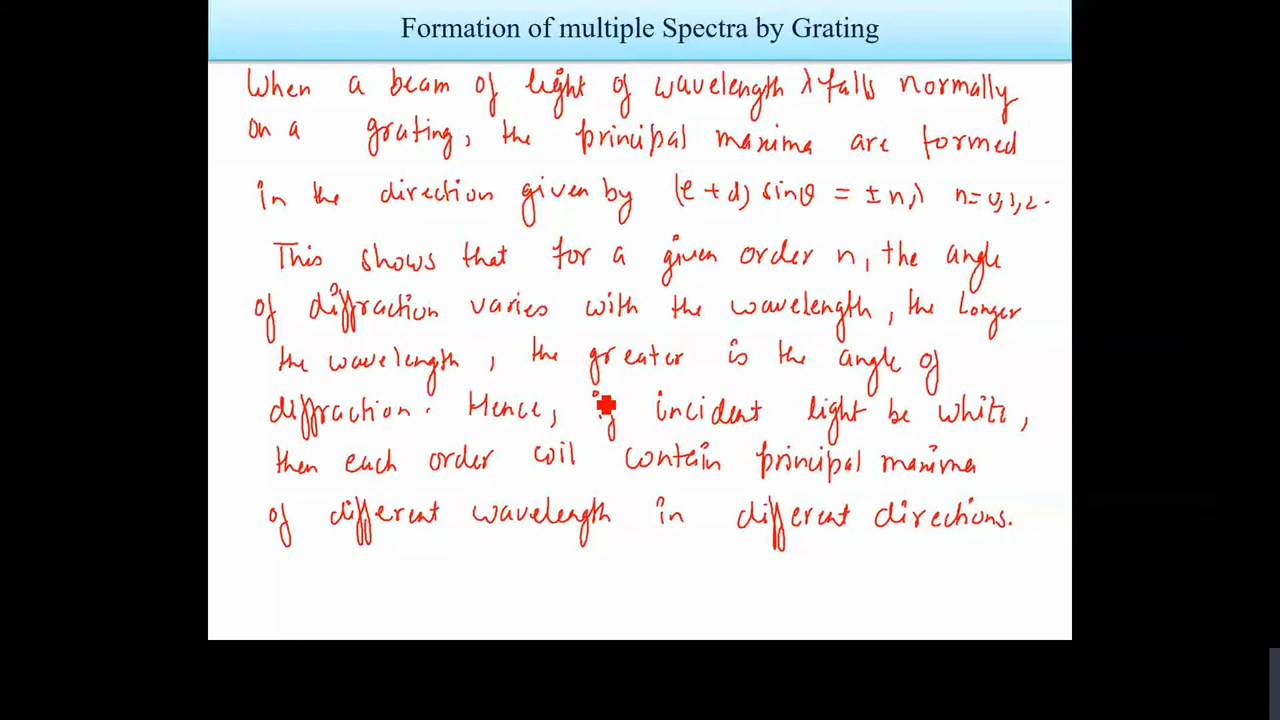 Formation of multiple Spectra by Grating
When a beam of light of wavelength λ falls normally
on a grating, the principal maxima are formed
in the direction given by (e+d) sinθ = ±nλ n=0,1,2.
This shows that for a given order n, the angle
of diffraction varies with the wavelength, the Longer
the wavelength, the greater is the angle of
diffraction. Hence, if incident light be white,
then each order will contain principal maxima
of different wavelength in different directions.